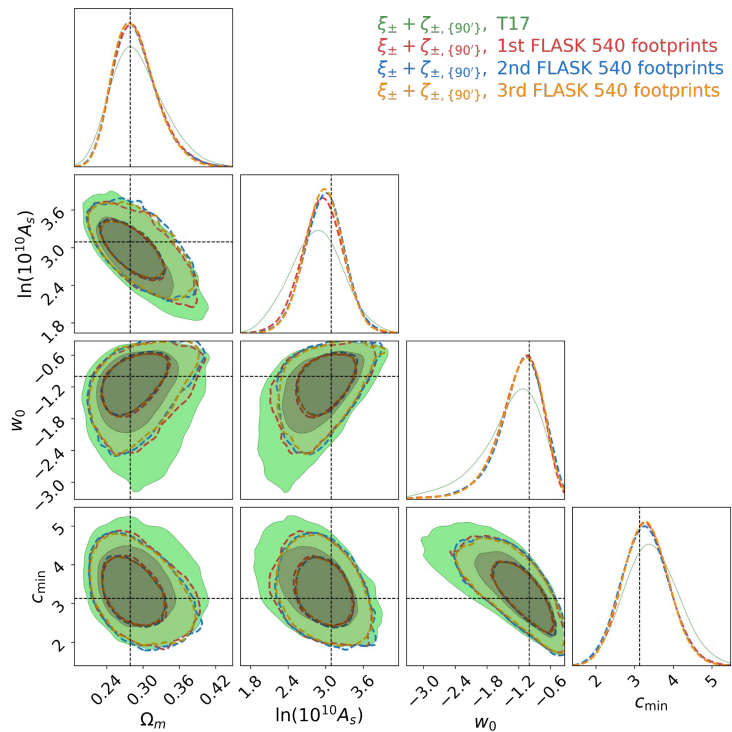 ξ± + ζ±,{90′}, T17
ξ± + ζ±,{90′}, 1st FLASK 540 footprints
ξ± + ζ±,{90′}, 2nd FLASK 540 footprints
ξ± + ζ±,{90′}, 3rd FLASK 540 footprints
ln(10¹⁰Aₛ)
3.6
3.0
2.4
1.8
w₀
−0.6
−1.2
−1.8
−2.4
−3.0
c_min
5
4
3
2
0.24 0.30 0.36 0.42
Ωₘ
1.8 2.4 3.0 3.6
ln(10¹⁰Aₛ)
−3.0 −2.4 −1.8 −1.2 −0.6
w₀
2 3 4 5
c_min